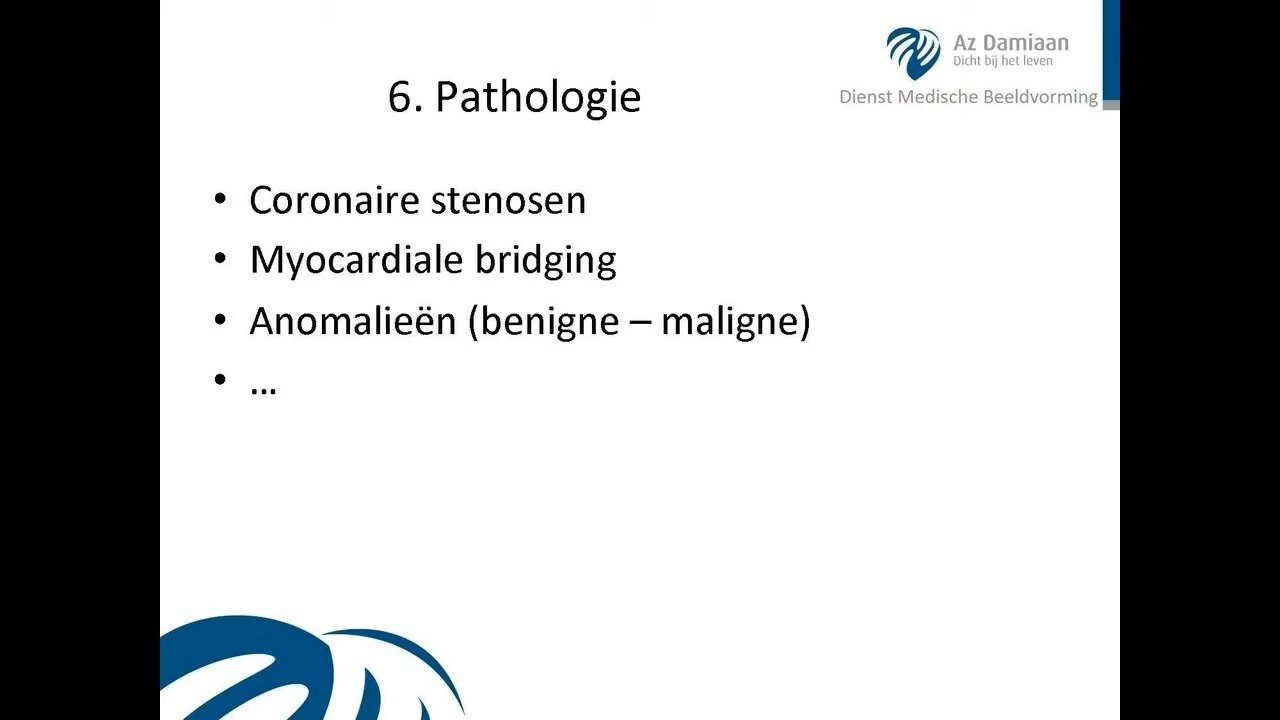 Az Damiaan
Dicht bij het leven
Dienst Medische Beeldvorming
6. Pathologie
• Coronaire stenosen
• Myocardiale bridging
• Anomalieën (benigne – maligne)
• ...